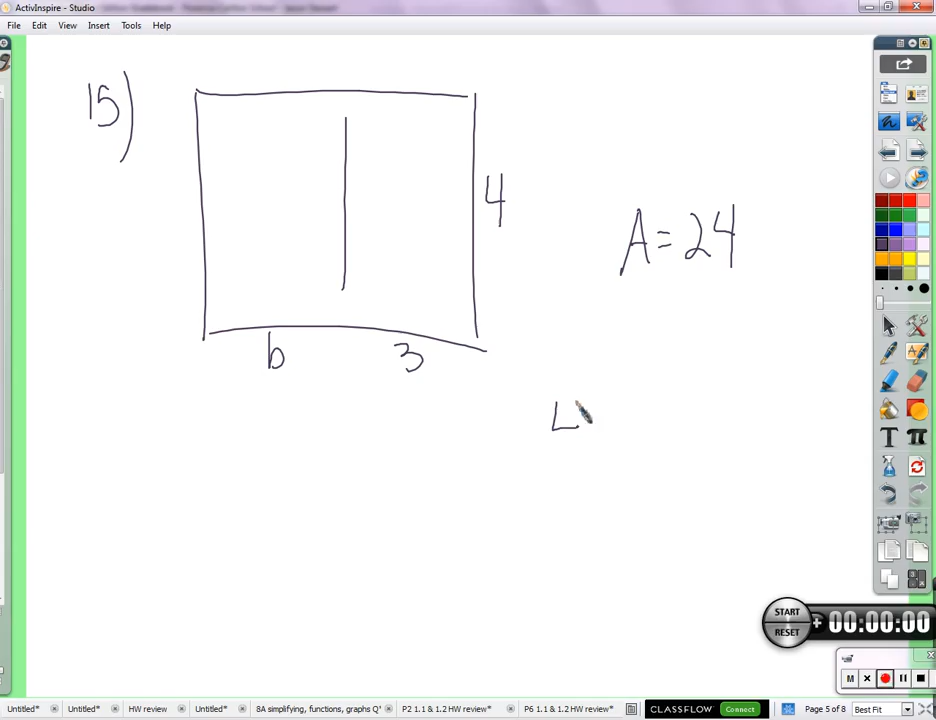 ActivInspire - Studio
File Edit View Insert Tools Help
15)
4
A=24
b 3
L
START
RESET
00:00:00
M
Untitled* Untitled* HW review Untitled* 8A simplifying, functions, graphs Q' P2 1.1 & 1.2 HW review* P6 1.1 & 1.2 HW review* CLASSFLOW Connect Page 5 of 8 Best Fit